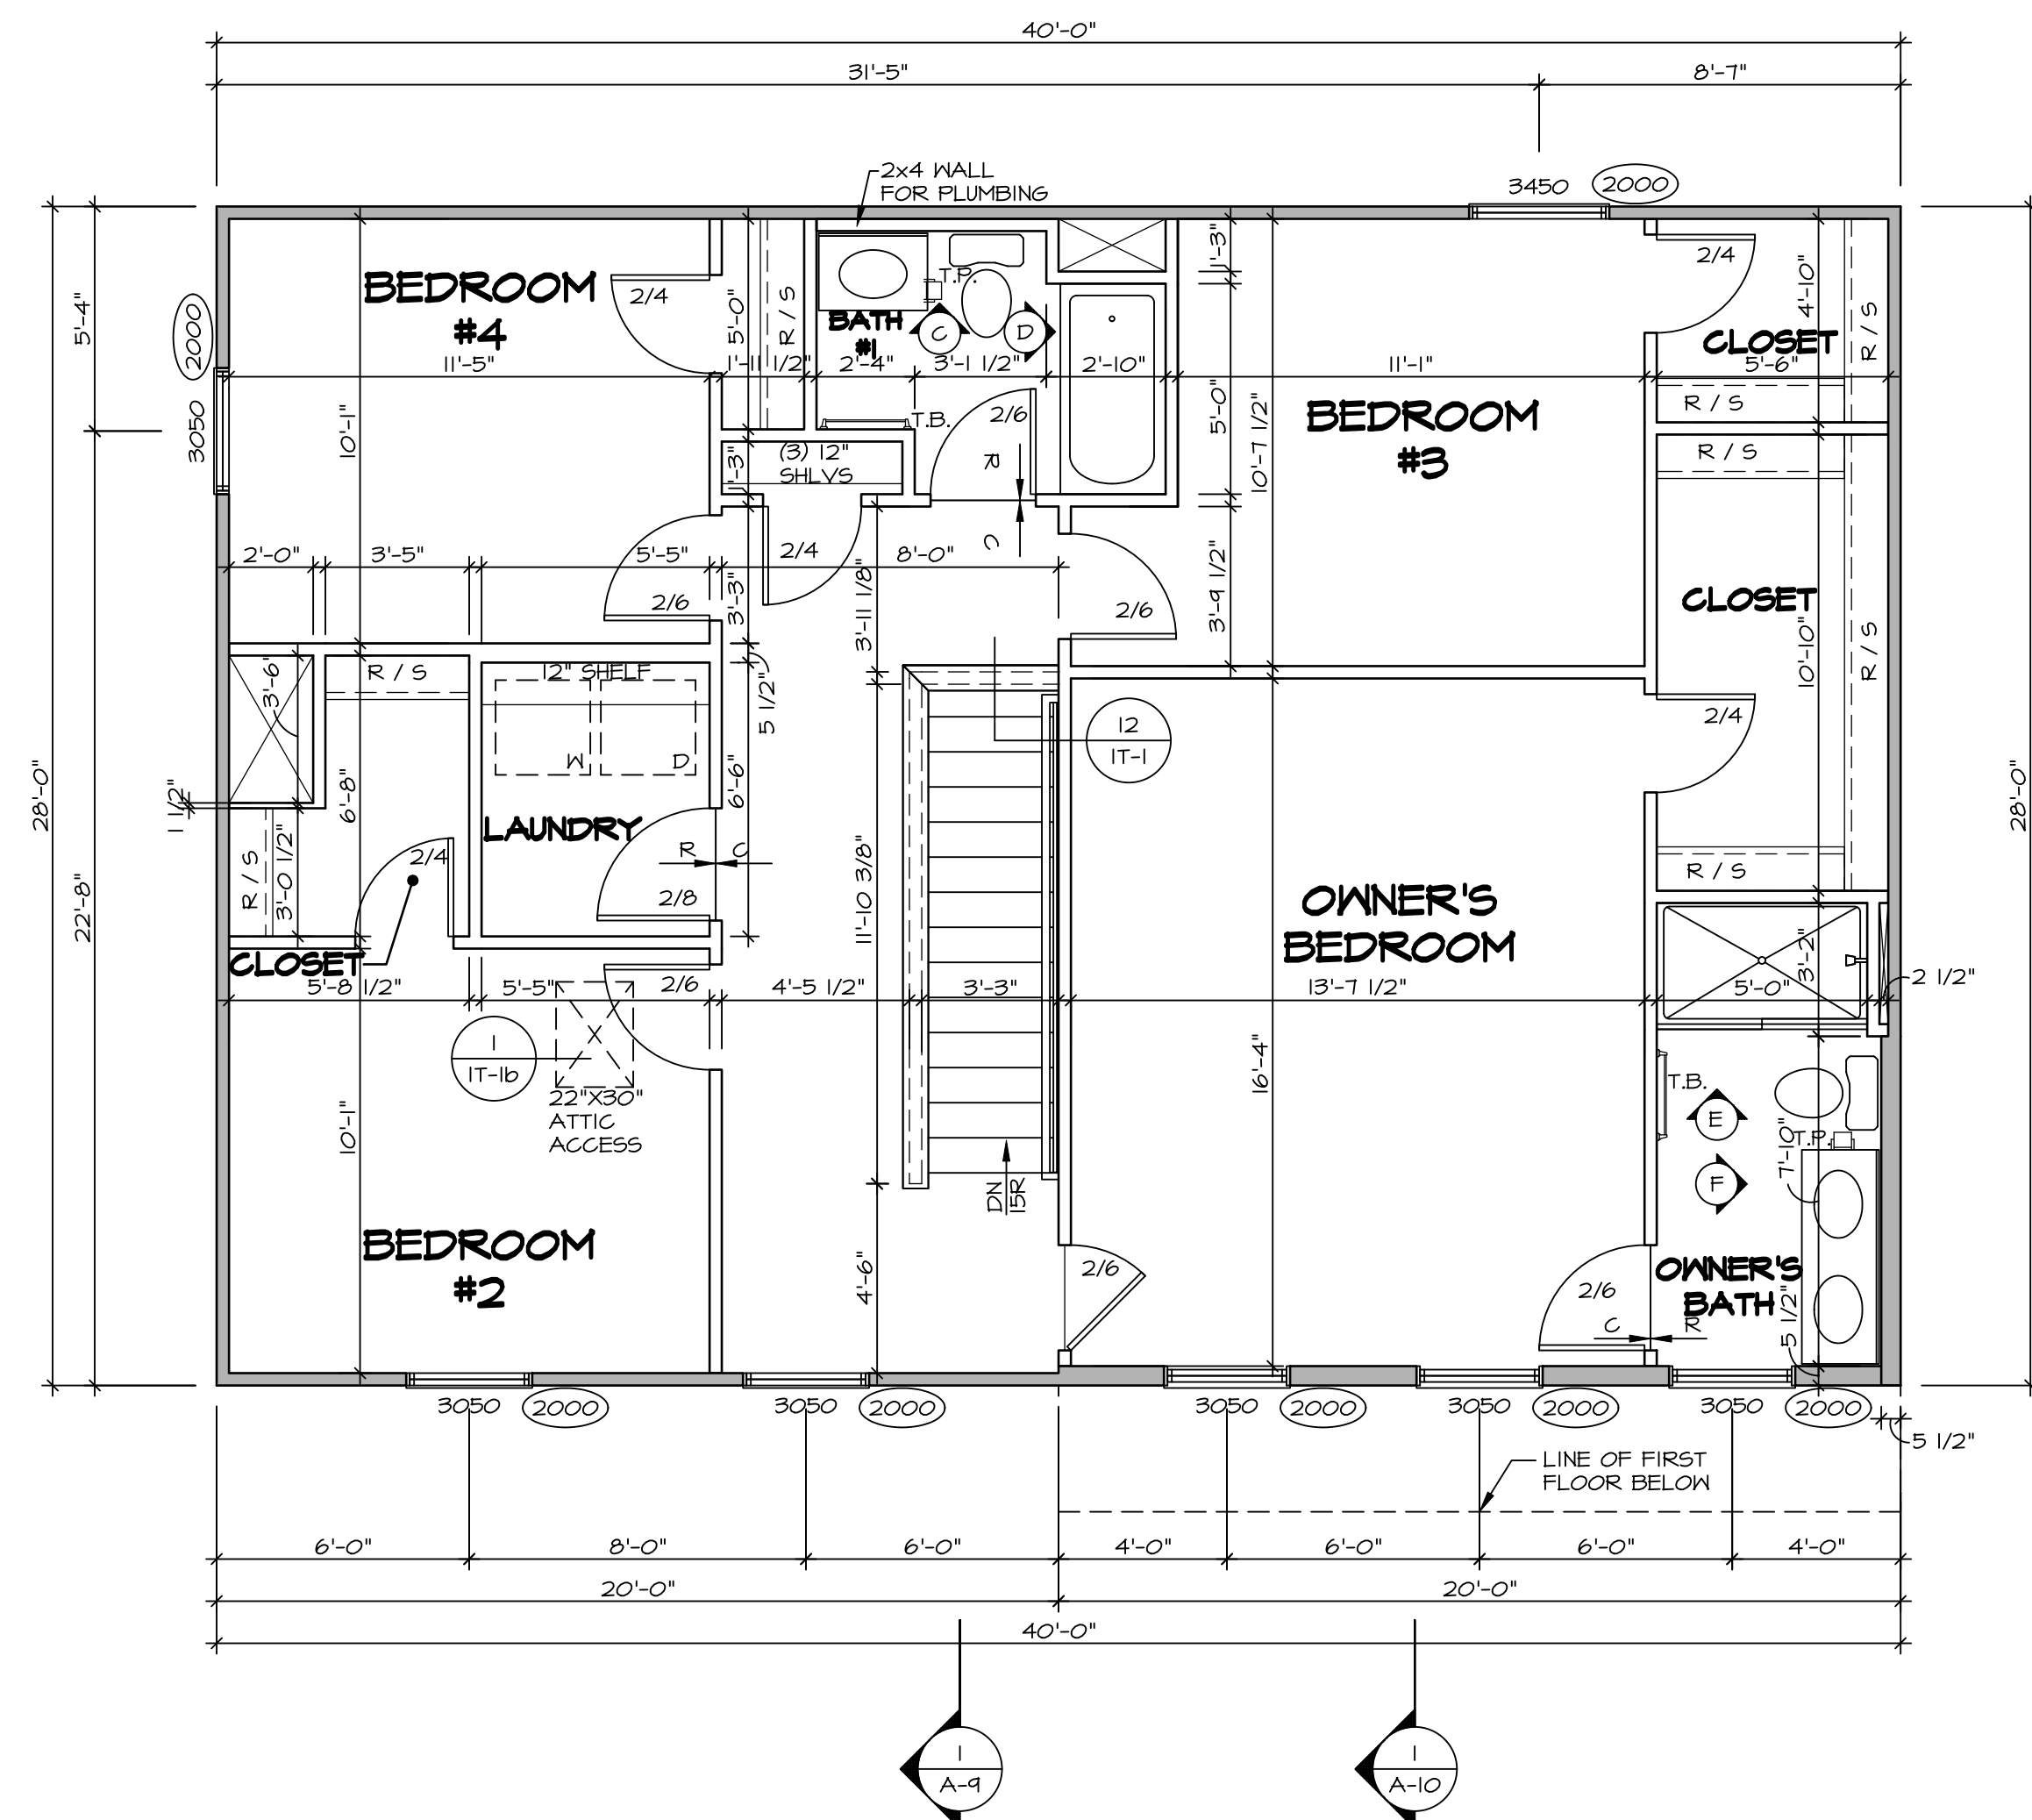 40'-0"
31'-5"
8'-7"
2x4 WALL
FOR PLUMBING
3450
2000
5'-4"
2000
3050
28'-0"
22'-8"
28'-0"
BEDROOM
#4
2/4
11'-5"
10'-1"
5'-0"
R / S
1'-11 1/2"
BATH
#1
T.P.
C
D
2'-4"
3'-1 1/2"
2'-10"
T.B.
2/6
R
C
(3) 12"
SHLVS
1'-3"
2/4
8'-0"
1'-3"
5'-0"
10'-7 1/2"
3'-9 1/2"
11'-1"
BEDROOM
#3
2/4
4'-10"
R / S
CLOSET
5'-6"
R / S
R / S
CLOSET
10'-10"
R / S
2/4
R / S
2'-0"
3'-5"
5'-5"
2/6
3'-3"
3'-11 1/8"
2/6
3'-6"
R / S
12" SHELF
5 1/2"
W
D
6'-6"
12
1T-1
1 1/2"
6'-8"
LAUNDRY
R
C
2/8
R / S
3'-0 1/2"
2/4
11'-10 3/8"
OWNER'S
BEDROOM
CLOSET
5'-8 1/2"
5'-5"
2/6
4'-5 1/2"
3'-3"
13'-7 1/2"
3'-2"
5'-0"
2 1/2"
1
1T-1b
22"X30"
ATTIC
ACCESS
10'-1"
16'-4"
T.B.
E
T.P.
7'-10"
F
DN
15R
BEDROOM
#2
4'-6"
2/6
2/6
OWNER'S
BATH
C
R
5 1/2"
3050
2000
3050
2000
3050
2000
3050
2000
3050
2000
5 1/2"
LINE OF FIRST
FLOOR BELOW
6'-0"
8'-0"
6'-0"
4'-0"
6'-0"
6'-0"
4'-0"
20'-0"
20'-0"
40'-0"
1
A-9
1
A-10